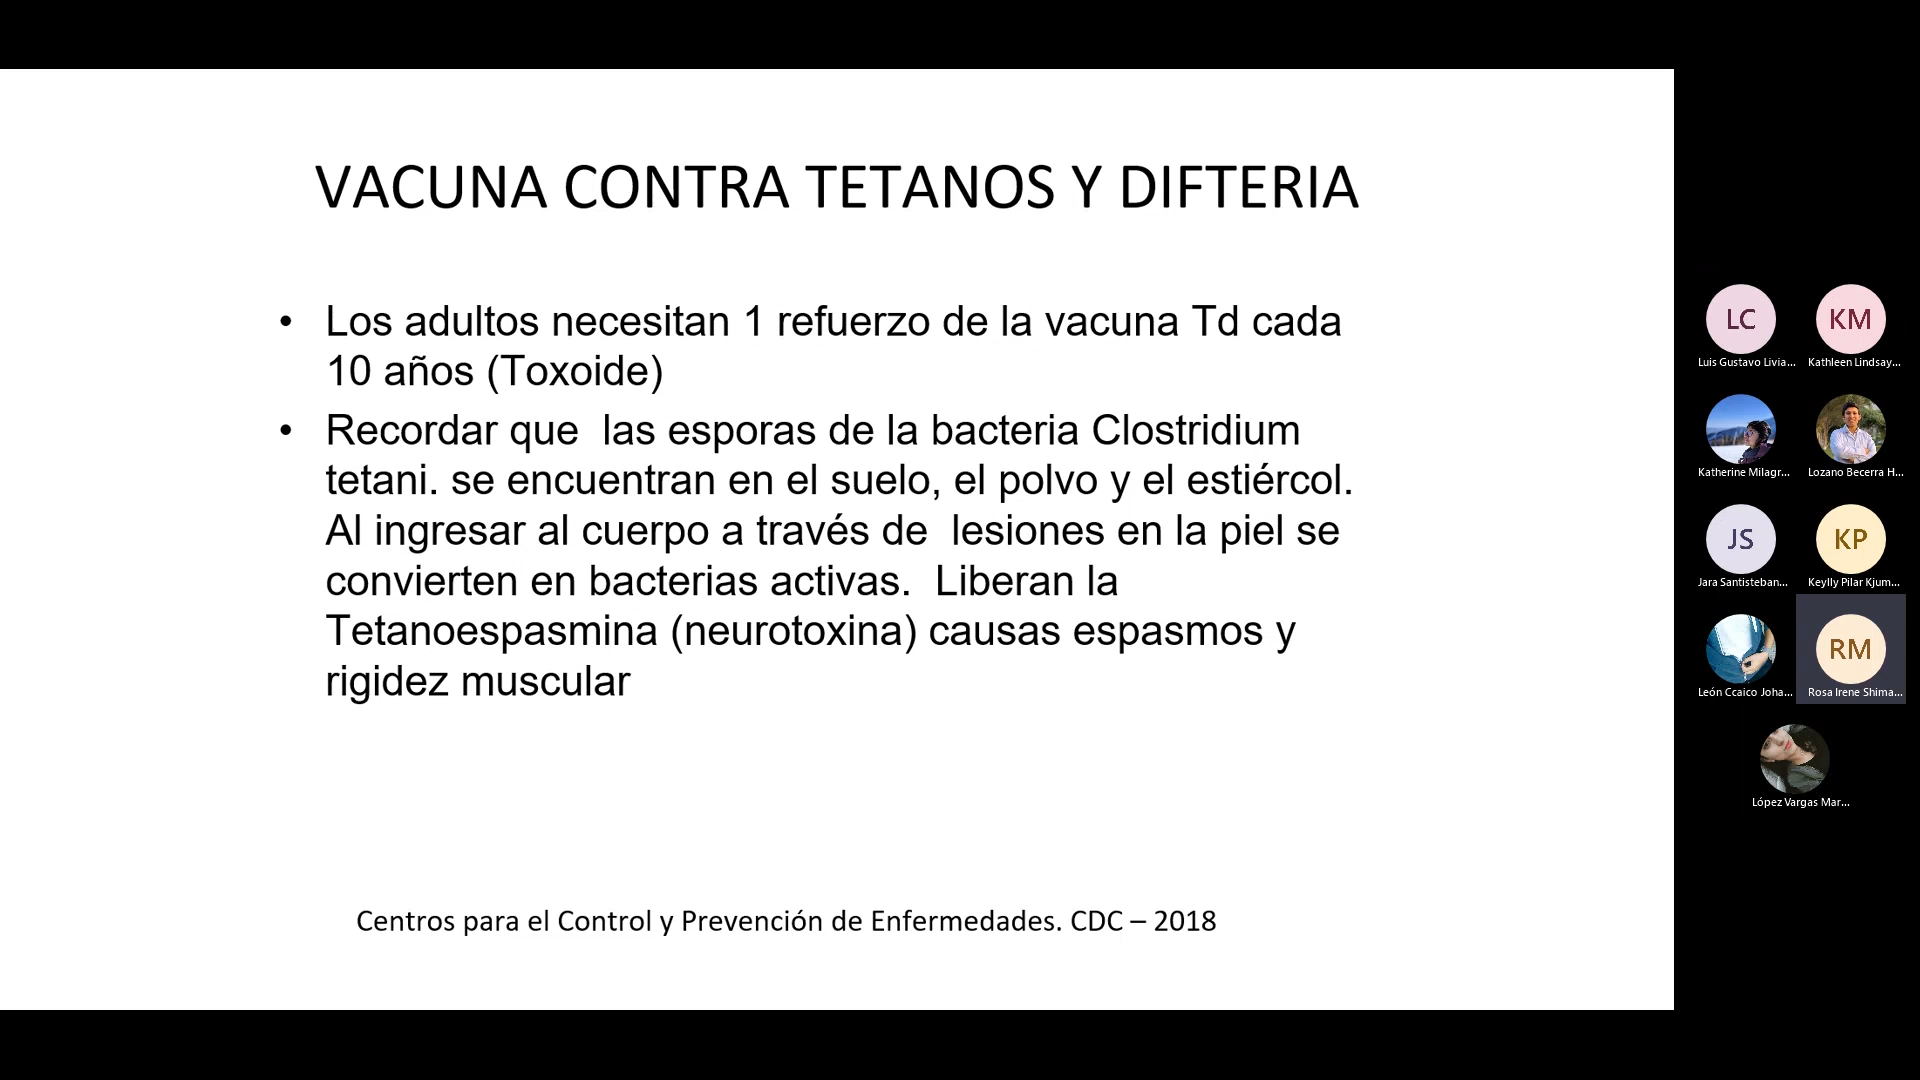 VACUNA CONTRA TETANOS Y DIFTERIA
• Los adultos necesitan 1 refuerzo de la vacuna Td cada
10 años (Toxoide)
• Recordar que las esporas de la bacteria Clostridium
tetani. se encuentran en el suelo, el polvo y el estiércol.
Al ingresar al cuerpo a través de lesiones en la piel se
convierten en bacterias activas. Liberan la
Tetanoespasmina (neurotoxina) causas espasmos y
rigidez muscular
Centros para el Control y Prevención de Enfermedades. CDC – 2018
LC
KM
Luis Gustavo Livia...
Kathleen Lindsay...
Katherine Milagr...
Lozano Becerra H...
JS
KP
Jara Santisteban...
Keylly Pilar Kjum...
RM
León Ccaico Joha...
Rosa Irene Shima...
López Vargas Mar...